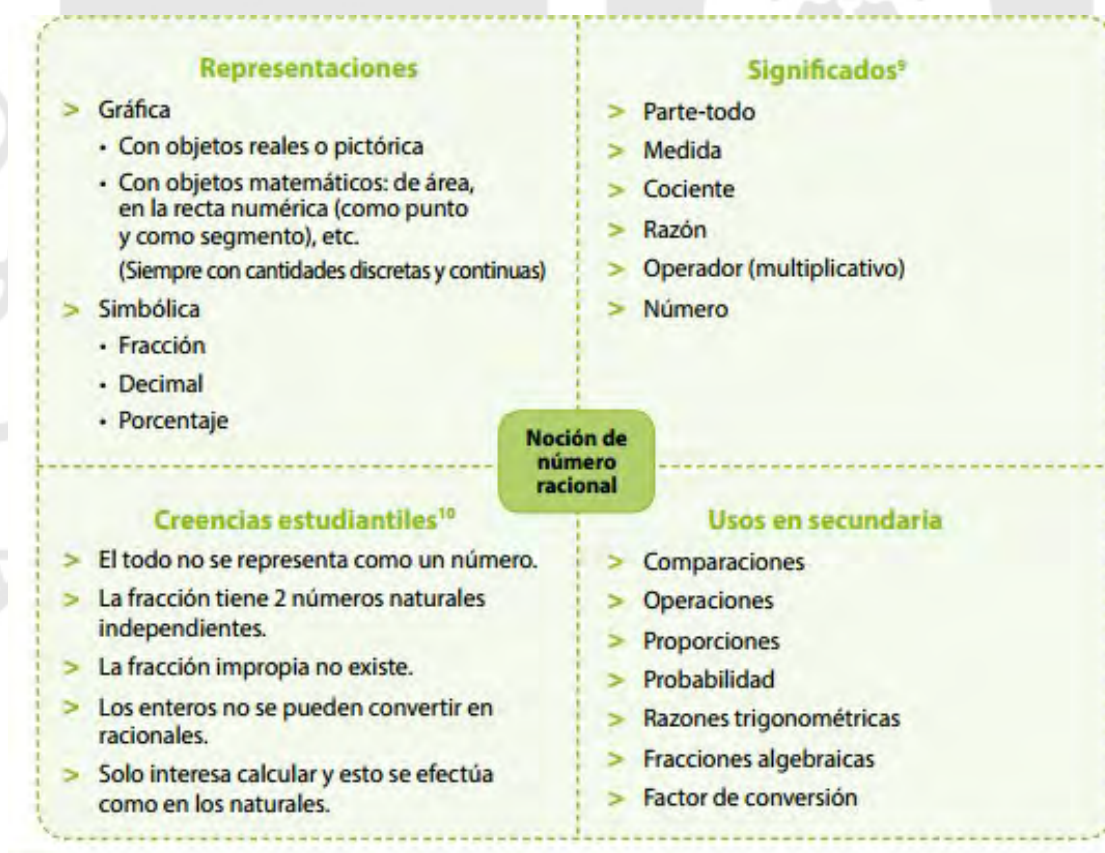 Representaciones
> Gráfica
• Con objetos reales o pictórica
• Con objetos matemáticos: de área,
en la recta numérica (como punto
y como segmento), etc.
(Siempre con cantidades discretas y continuas)
> Simbólica
• Fracción
• Decimal
• Porcentaje
Significados⁹
> Parte-todo
> Medida
> Cociente
> Razón
> Operador (multiplicativo)
> Número
Noción de
número
racional
Creencias estudiantiles¹⁰
> El todo no se representa como un número.
> La fracción tiene 2 números naturales
independientes.
> La fracción impropia no existe.
> Los enteros no se pueden convertir en
racionales.
> Solo interesa calcular y esto se efectúa
como en los naturales.
Usos en secundaria
> Comparaciones
> Operaciones
> Proporciones
> Probabilidad
> Razones trigonométricas
> Fracciones algebraicas
> Factor de conversión